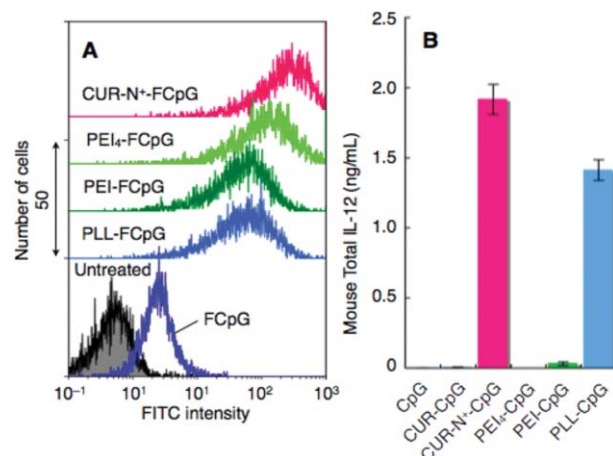 A
CUR-N⁺-FCpG
PEI₄-FCpG
PEI-FCpG
PLL-FCpG
Untreated
FCpG
Number of cells
50
10⁻¹ 10¹ 10¹ 10² 10³
FITC intensity
B
Mouse Total IL-12 (ng/mL)
2.5
2.0
1.5
1.0
0.5
0
CpG
CUR-CpG
CUR-N⁺-CpG
PEI₄-CpG
PEI-CpG
PLL-CpG